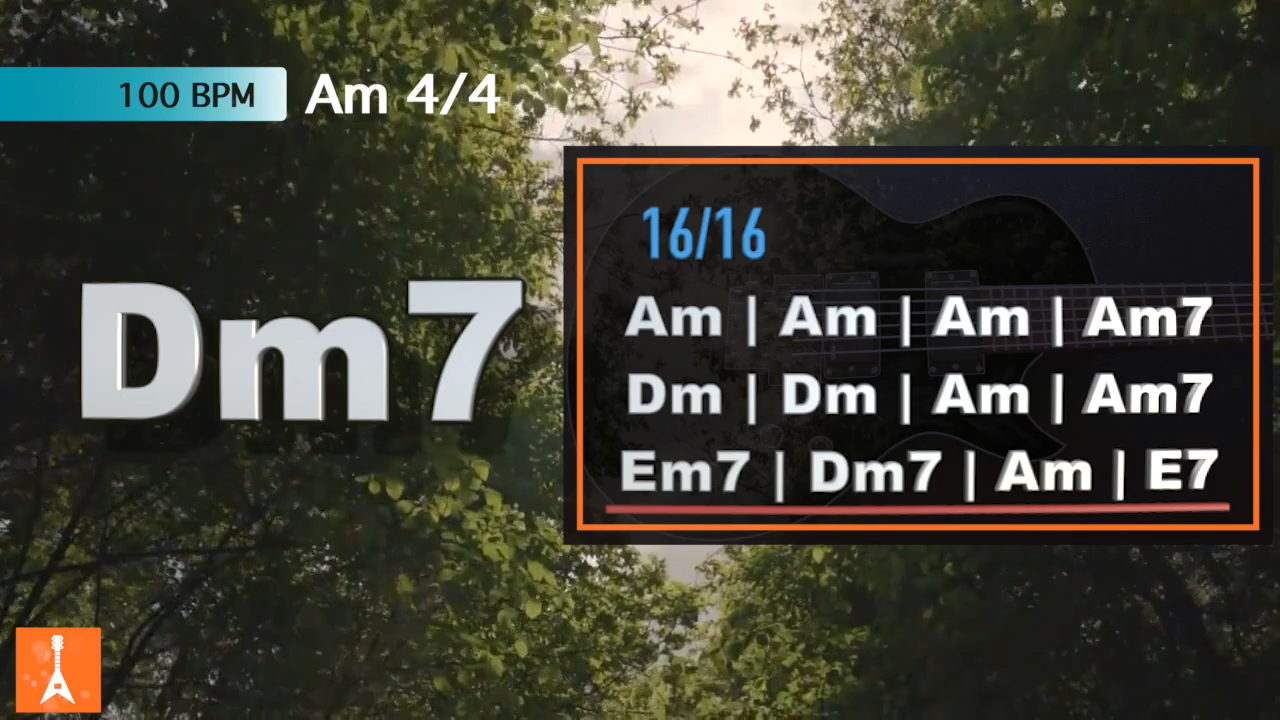 100 BPM Am 4/4
Dm7
16/16
Am | Am | Am | Am7
Dm | Dm | Am | Am7
Em7 | Dm7 | Am | E7